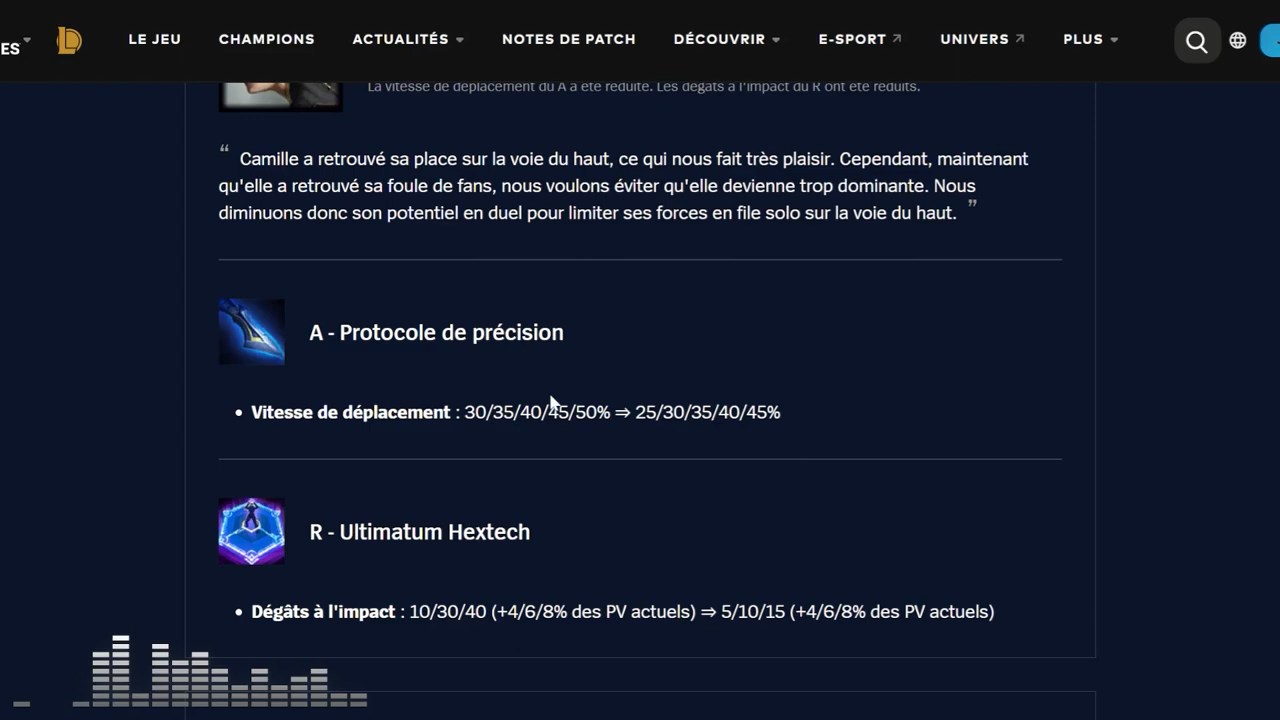 ES
LE JEU
CHAMPIONS
ACTUALITÉS
NOTES DE PATCH
DÉCOUVRIR
E-SPORT
UNIVERS
PLUS
La vitesse de déplacement du A a été réduite. Les dégâts à l'impact du R ont été réduits.
“ Camille a retrouvé sa place sur la voie du haut, ce qui nous fait très plaisir. Cependant, maintenant
qu'elle a retrouvé sa foule de fans, nous voulons éviter qu'elle devienne trop dominante. Nous
diminuons donc son potentiel en duel pour limiter ses forces en file solo sur la voie du haut. ”
A - Protocole de précision
• Vitesse de déplacement : 30/35/40/45/50% ⇒ 25/30/35/40/45%
R - Ultimatum Hextech
• Dégâts à l'impact : 10/30/40 (+4/6/8% des PV actuels) ⇒ 5/10/15 (+4/6/8% des PV actuels)